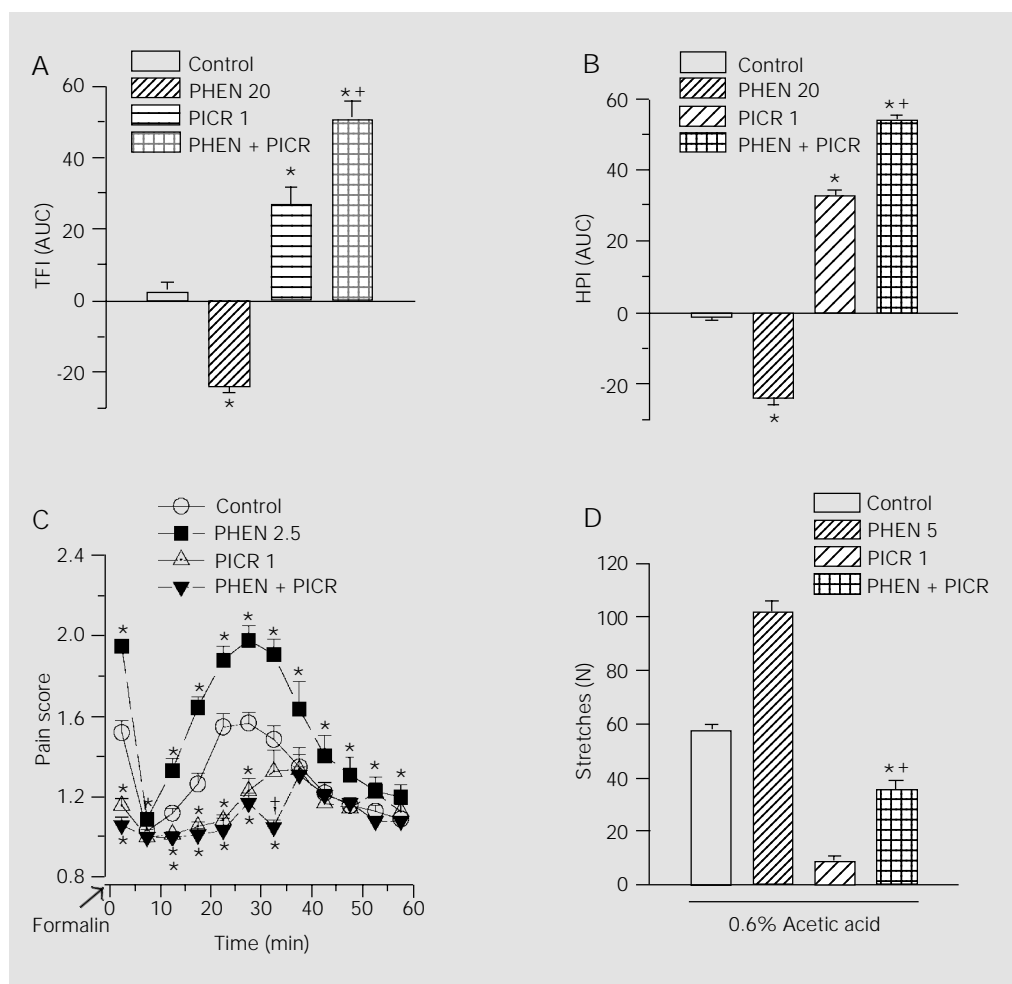 A
Control
PHEN 20
PICR 1
PHEN + PICR
TFI (AUC)
60
40
20
0
-20
*
*
*+
B
Control
PHEN 20
PICR 1
PHEN + PICR
HPI (AUC)
60
40
20
0
-20
*
*
*+
C
Control
PHEN 2.5
PICR 1
PHEN + PICR
Pain score
2.4
2.0
1.6
1.2
0.8
* * * * * * * * * * * *
* * * * *
†
* * * * * * *
0 10 20 30 40 50 60
Formalin
Time (min)
D
Control
PHEN 5
PICR 1
PHEN + PICR
Stretches (N)
120
100
80
60
40
20
0
*+
0.6% Acetic acid